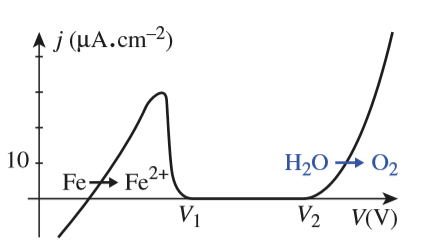 j (μA.cm⁻²)
10
Fe → Fe²⁺
H₂O → O₂
V₁
V₂
V(V)